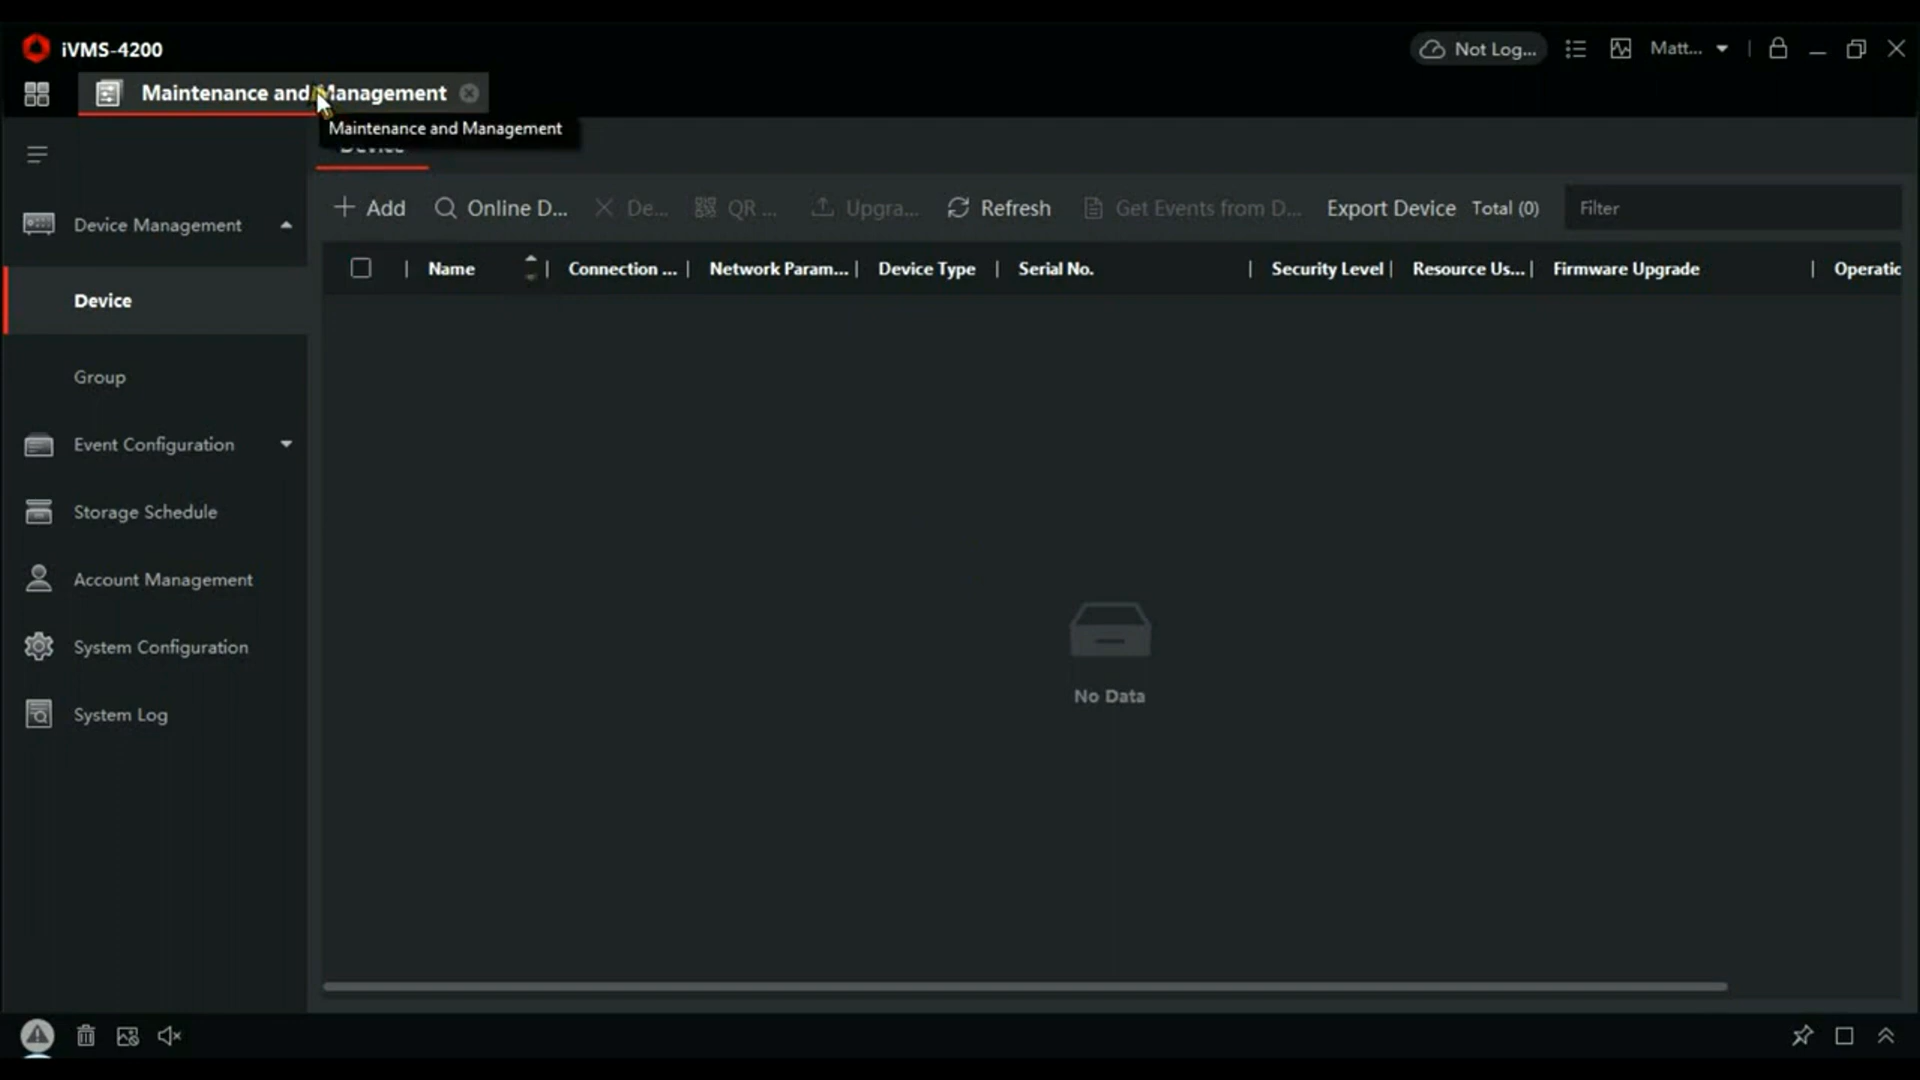 iVMS-4200
Not Log...
Matt...
Maintenance and Management
Maintenance and Management
Device
+ Add
Online D...
De...
QR ...
Upgra...
Refresh
Get Events from D...
Export Device
Total (0)
Filter
Name
Connection ...
Network Param...
Device Type
Serial No.
Security Level
Resource Us...
Firmware Upgrade
Operatic
Device Management
Device
Group
Event Configuration
Storage Schedule
Account Management
System Configuration
System Log
No Data